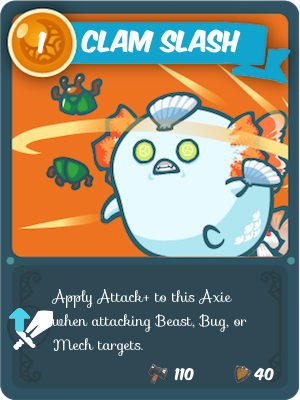 1
CLAM SLASH
Apply Attack+ to this Axie
when attacking Beast, Bug, or
Mech targets.
110 40